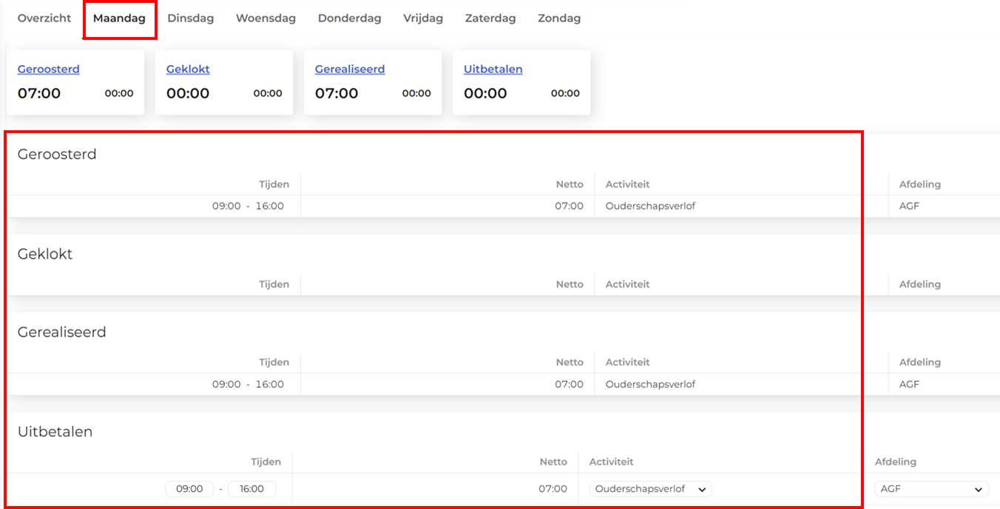 Overzicht Maandag Dinsdag Woensdag Donderdag Vrijdag Zaterdag Zondag
Geroosterd Geklokt Gerealiseerd Uitbetalen
07:00 00:00 00:00 00:00 07:00 00:00 00:00 00:00
Geroosterd
Tijden Netto Activiteit Afdeling
09:00 - 16:00 07:00 Ouderschapsverlof AGF
Geklokt
Tijden Netto Activiteit Afdeling
Gerealiseerd
Tijden Netto Activiteit Afdeling
09:00 - 16:00 07:00 Ouderschapsverlof AGF
Uitbetalen
Tijden Netto Activiteit Afdeling
09:00 - 16:00 07:00 Ouderschapsverlof AGF